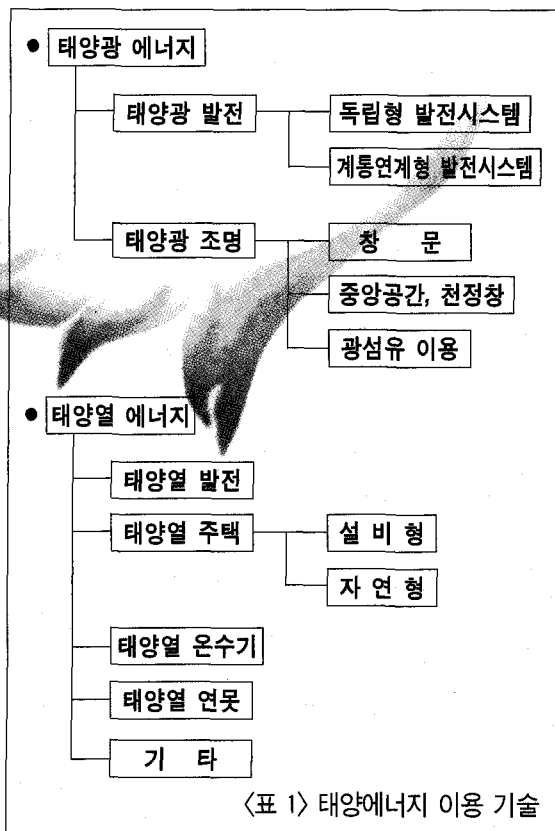 ● 태양광 에너지
태양광 발전
독립형 발전시스템
계통연계형 발전시스템
태양광 조명
창 문
중앙공간, 천정창
광섬유 이용
● 태양열 에너지
태양열 발전
태양열 주택
설 비 형
자 연 형
태양열 온수기
태양열 연못
기 타
〈표 1〉 태양에너지 이용 기술